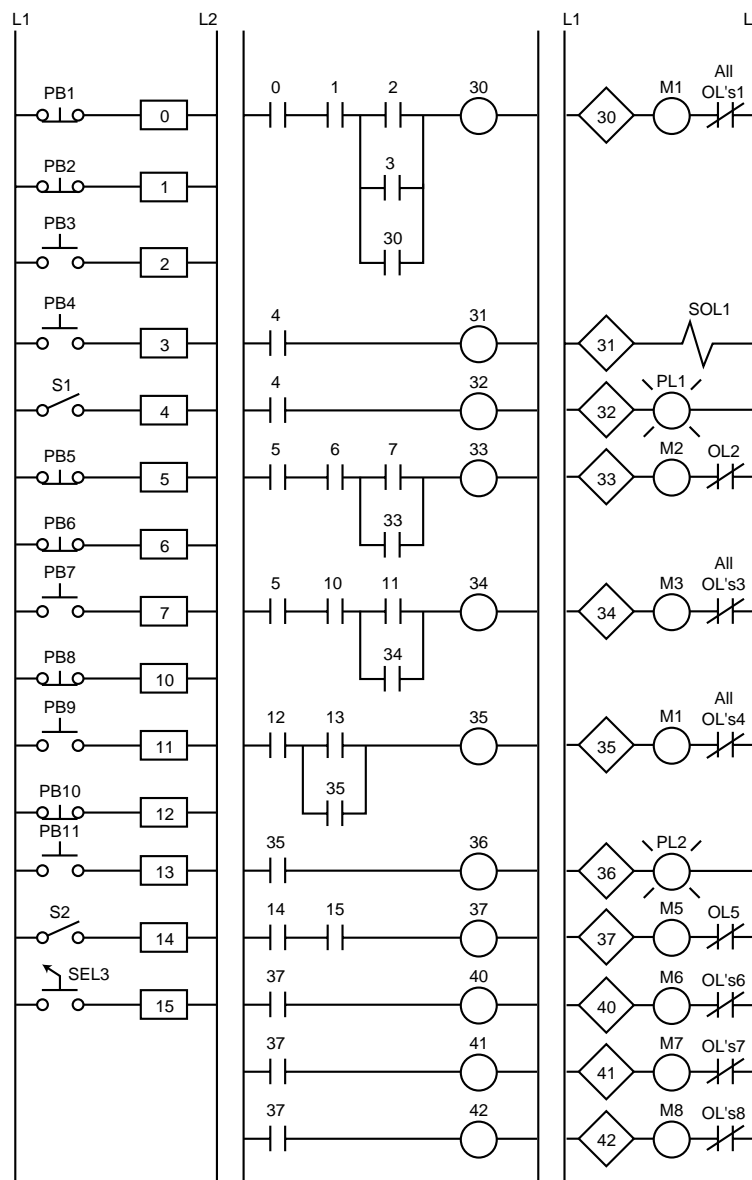 L1 L2 L1 L
PB1 0 0 1 2 30 30 M1 All OL's1
PB2 1 3
PB3 2 30
PB4 3 4 31 31 SOL1
S1 4 4 32 32 PL1
PB5 5 5 6 7 33 33 M2 OL2
PB6 6 33
PB7 7 5 10 11 34 34 M3 All OL's3
PB8 10 34
PB9 11 12 13 35 35 M1 All OL's4
PB10 12 35
PB11 13 35 36 36 PL2
S2 14 14 15 37 37 M5 OL5
SEL3 15 37 40 40 M6 OL's6
37 41 41 M7 OL's7
37 42 42 M8 OL's8